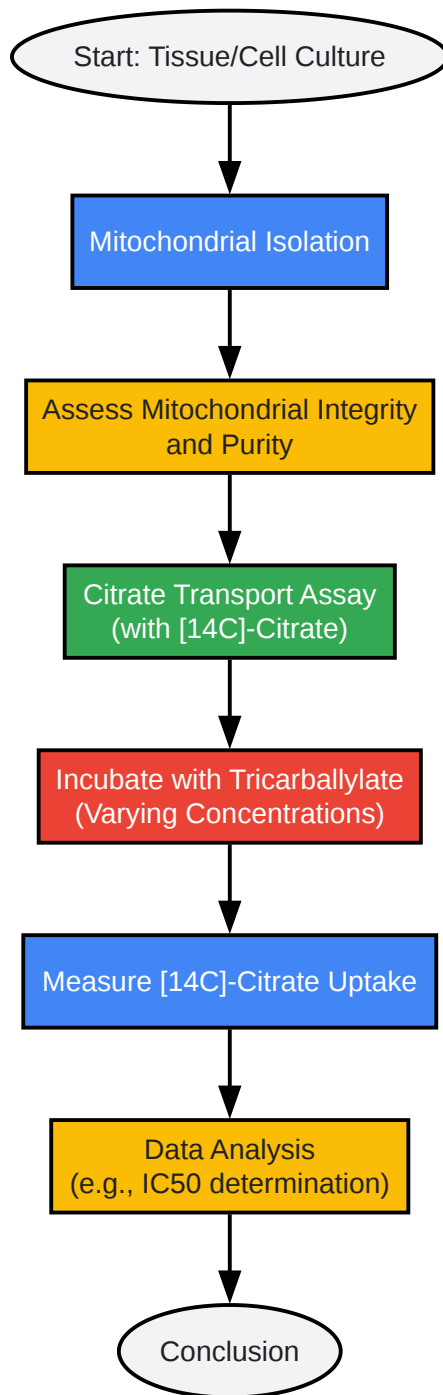 Start: Tissue/Cell Culture
Mitochondrial Isolation
Assess Mitochondrial Integrity
and Purity
Citrate Transport Assay
(with [14C]-Citrate)
Incubate with Tricarballylate
(Varying Concentrations)
Measure [14C]-Citrate Uptake
Data Analysis
(e.g., IC50 determination)
Conclusion